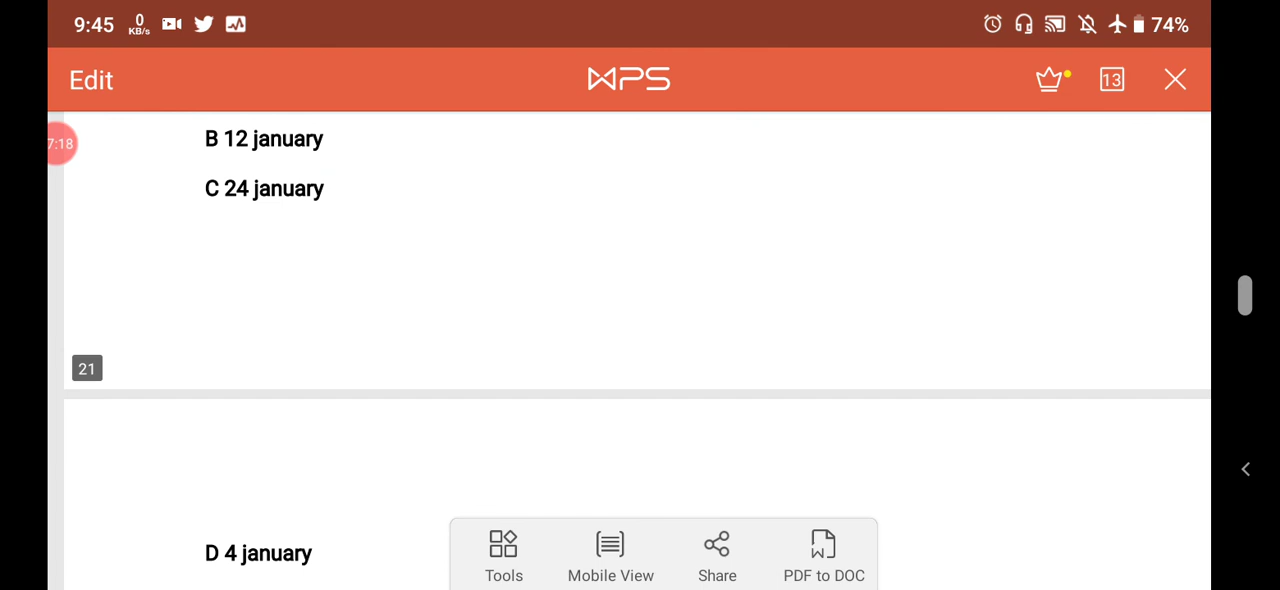 9:45 0 KB/s 74%
Edit WPS 13
7:18
B 12 january
C 24 january
21
D 4 january
Tools Mobile View Share PDF to DOC